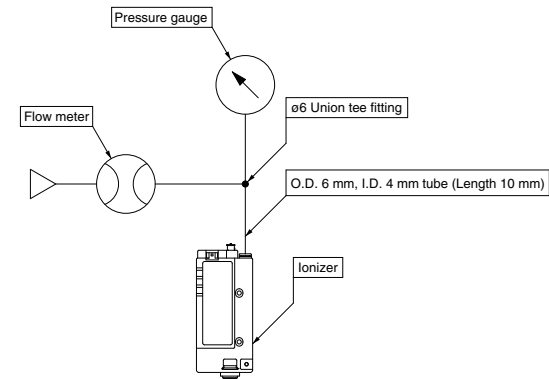 Pressure gauge
Flow meter
ø6 Union tee fitting
O.D. 6 mm, I.D. 4 mm tube (Length 10 mm)
Ionizer